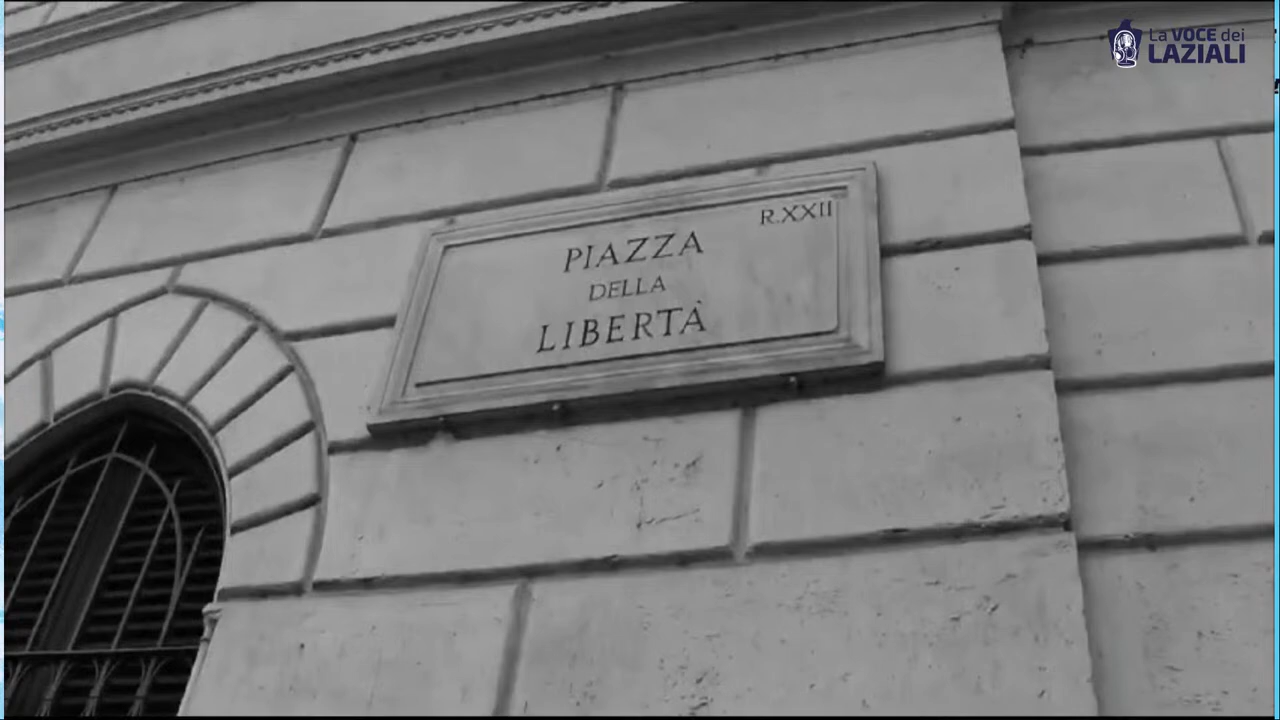 La VOCE dei
LAZIALI
R.XXII
PIAZZA
DELLA
LIBERTÀ